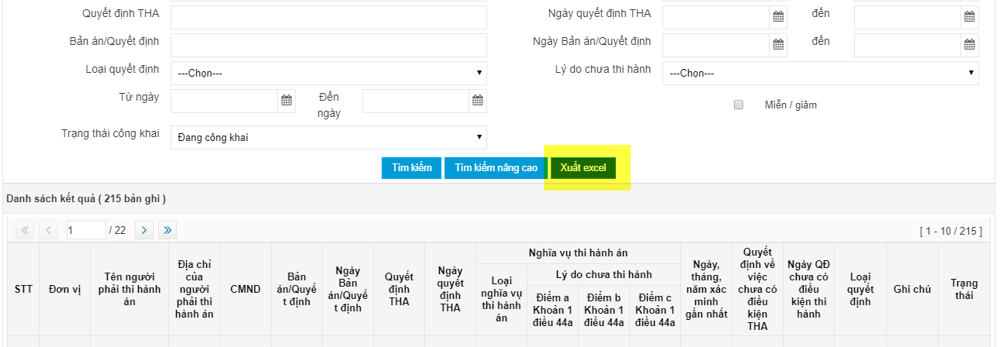 Quyết định THA
Ngày quyết định THA
đến
Bản án/Quyết định
Ngày Bản án/Quyết định
đến
Loại quyết định
---Chọn---
Lý do chưa thi hành
---Chọn---
Từ ngày
Đến
ngày
Miễn / giảm
Trạng thái công khai
Đang công khai
Tìm kiếm
Tìm kiếm nâng cao
Xuất excel
Danh sách kết quả ( 215 bản ghi )
1
/ 22
[ 1 - 10 / 215 ]
STT
Đơn vị
Tên người
phải thi hành
án
Địa chỉ
của
người
phải thi
hành án
CMND
Bản
án/Quyế
t định
Ngày
Bản
án/Quyế
t định
Quyết
định
THA
Ngày
quyết
định
THA
Nghĩa vụ thi hành án
Loại
nghĩa vụ
thi hành
án
Lý do chưa thi hành
Điểm a
Khoản 1
điều 44a
Điểm b
Khoản 1
điều 44a
Điểm c
Khoản 1
điều 44a
Ngày,
tháng,
năm xác
minh
gần nhất
Quyết
định về
việc
chưa có
điều
kiện
THA
Ngày QĐ
chưa có
điều
kiện thi
hành
Loại
quyết
định
Ghi chú
Trạng
thái